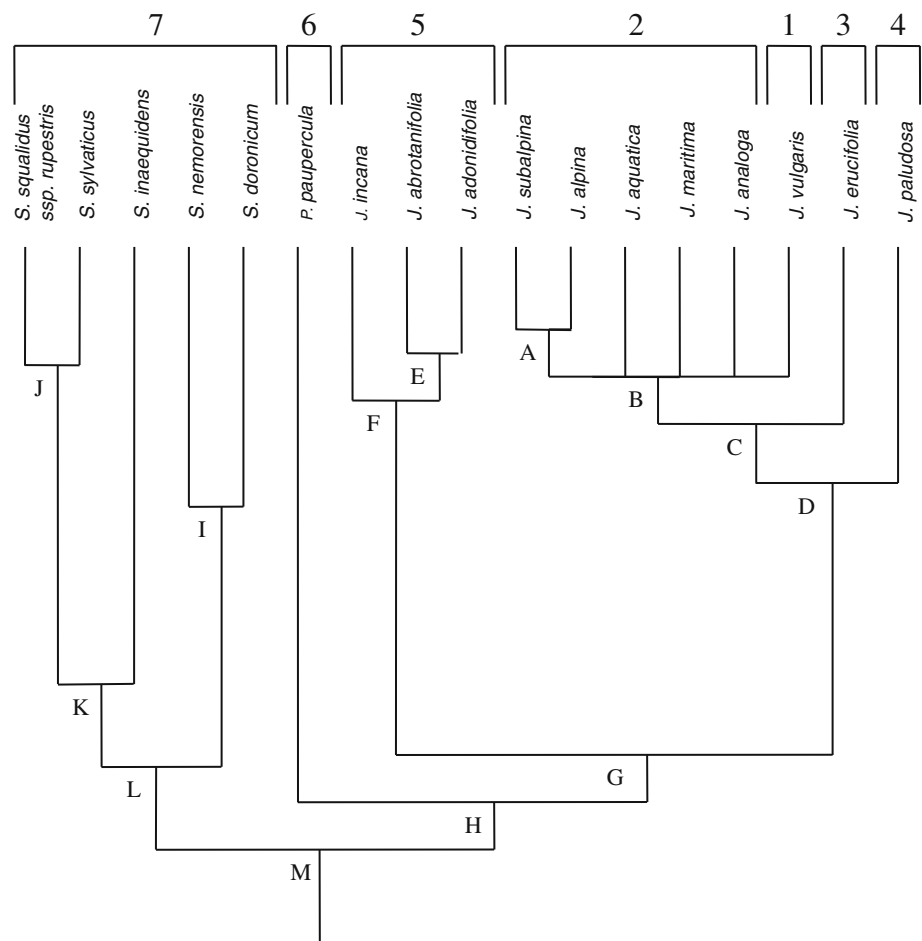 7 6 5 2 1 3 4
S. squalidus
ssp. rupestris
S. sylvaticus
S. inaequidens
S. nemorensis
S. doronicum
P. paupercula
J. incana
J. abrotanifolia
J. adonidifolia
J. subalpina
J. alpina
J. aquatica
J. maritima
J. analoga
J. vulgaris
J. erucifolia
J. paludosa
A
E
J
B
F
C
D
I
K
G
L
H
M